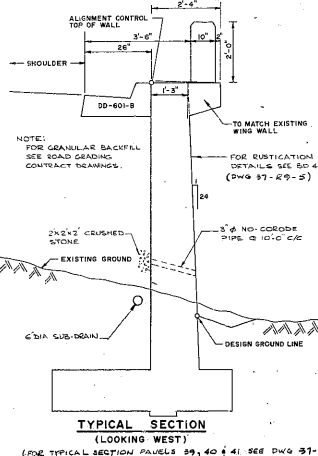 2'-4"
ALIGNMENT CONTROL
TOP OF WALL
3'-6"
10"
2"
2'-0"
26"
SHOULDER
1'-3"
DD-601-B
TO MATCH EXISTING
WING WALL
NOTE:
FOR GRANULAR BACKFILL
SEE ROAD GRADING
CONTRACT DRAWINGS.
FOR RUSTICATION
DETAILS SEE BD 4
(DWG 37-R9-5)
24
2'x2'x2' CRUSHED
STONE
3" ø NO-CORODE
PIPE @ 10'-0" C/C
EXISTING GROUND
6" DIA SUB-DRAIN
DESIGN GROUND LINE
TYPICAL SECTION
(LOOKING WEST)
(FOR TYPICAL SECTION PANELS 39, 40 & 41 SEE DWG 37-